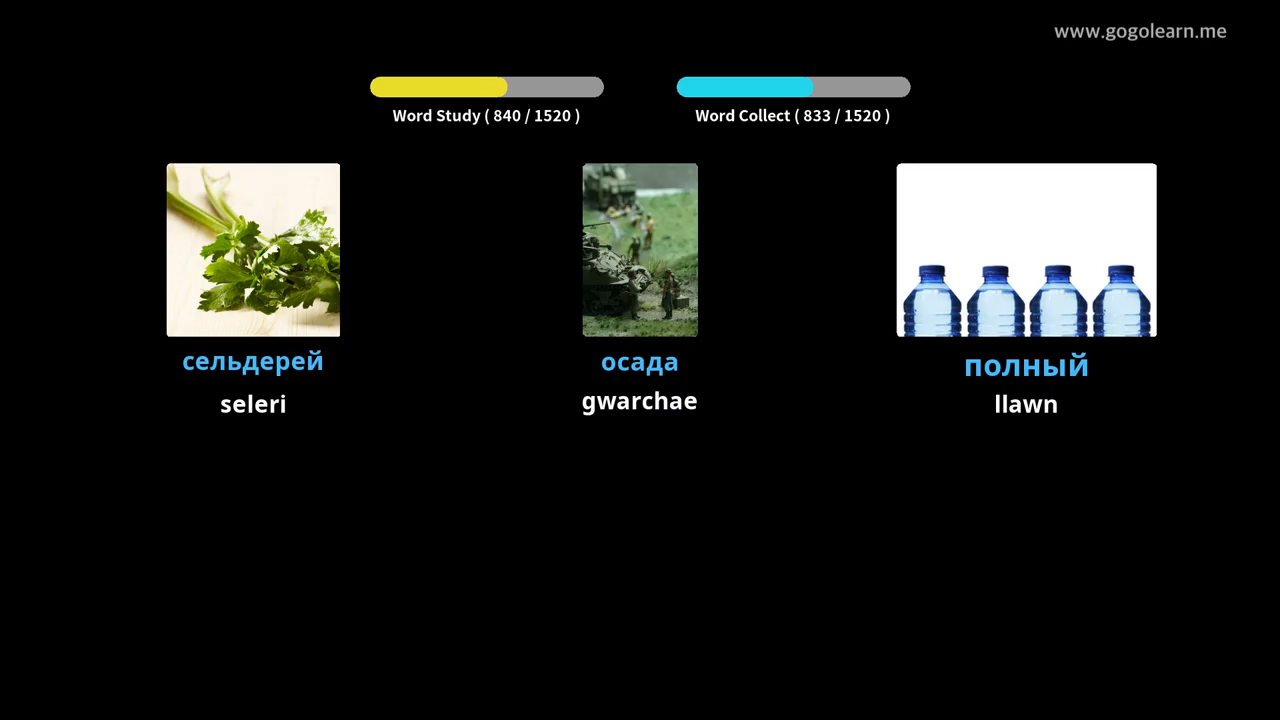 www.gogolearn.me
Word Study ( 840 / 1520 )
Word Collect ( 833 / 1520 )
сельдерей
seleri
осада
gwarchae
полный
llawn